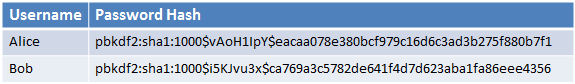 Username Password Hash
Alice pbkdf2:sha1:1000$vAoH1IpY$eacaa078e380bcf979c16d6c3ad3b275f880b7f1
Bob pbkdf2:sha1:1000$i5KJvu3x$ca769a3c5782de641f4d7d623aba1fa86eee4356